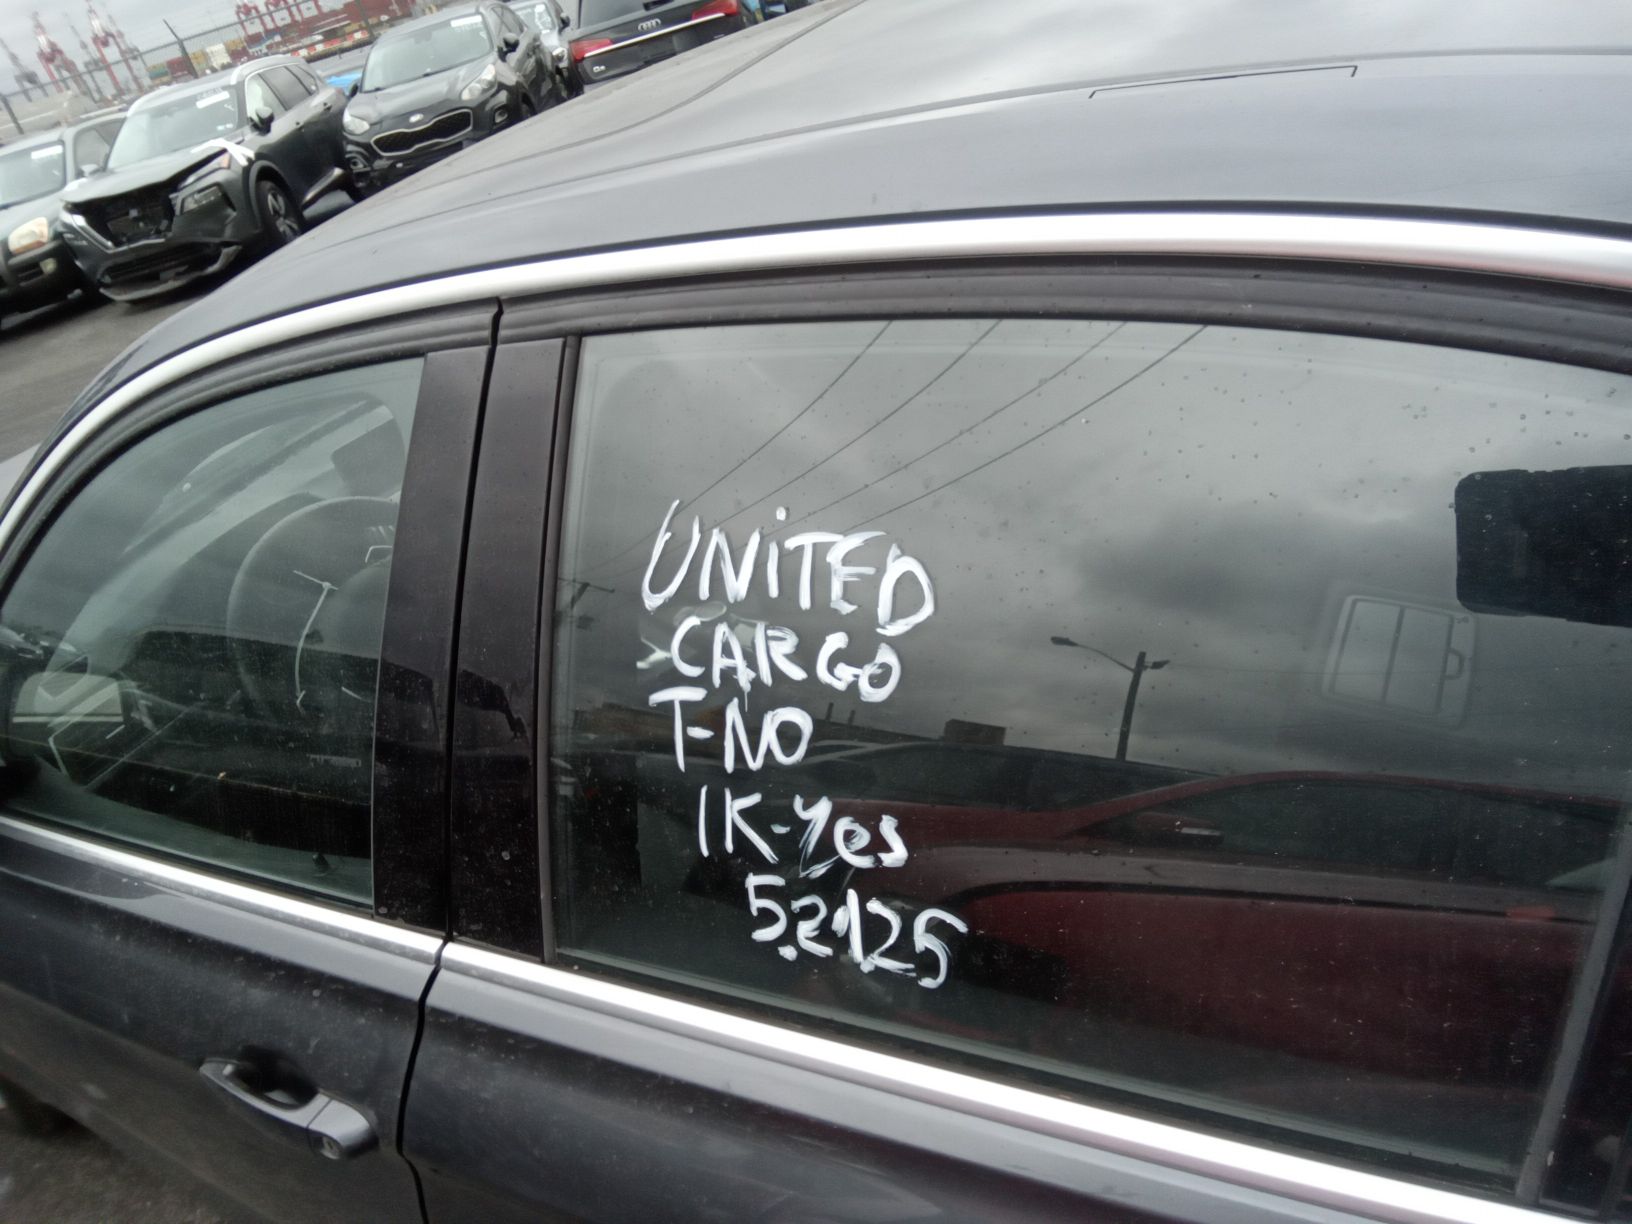 UNiTED
CARGO
T-NO
1K-Yes
5.21.25